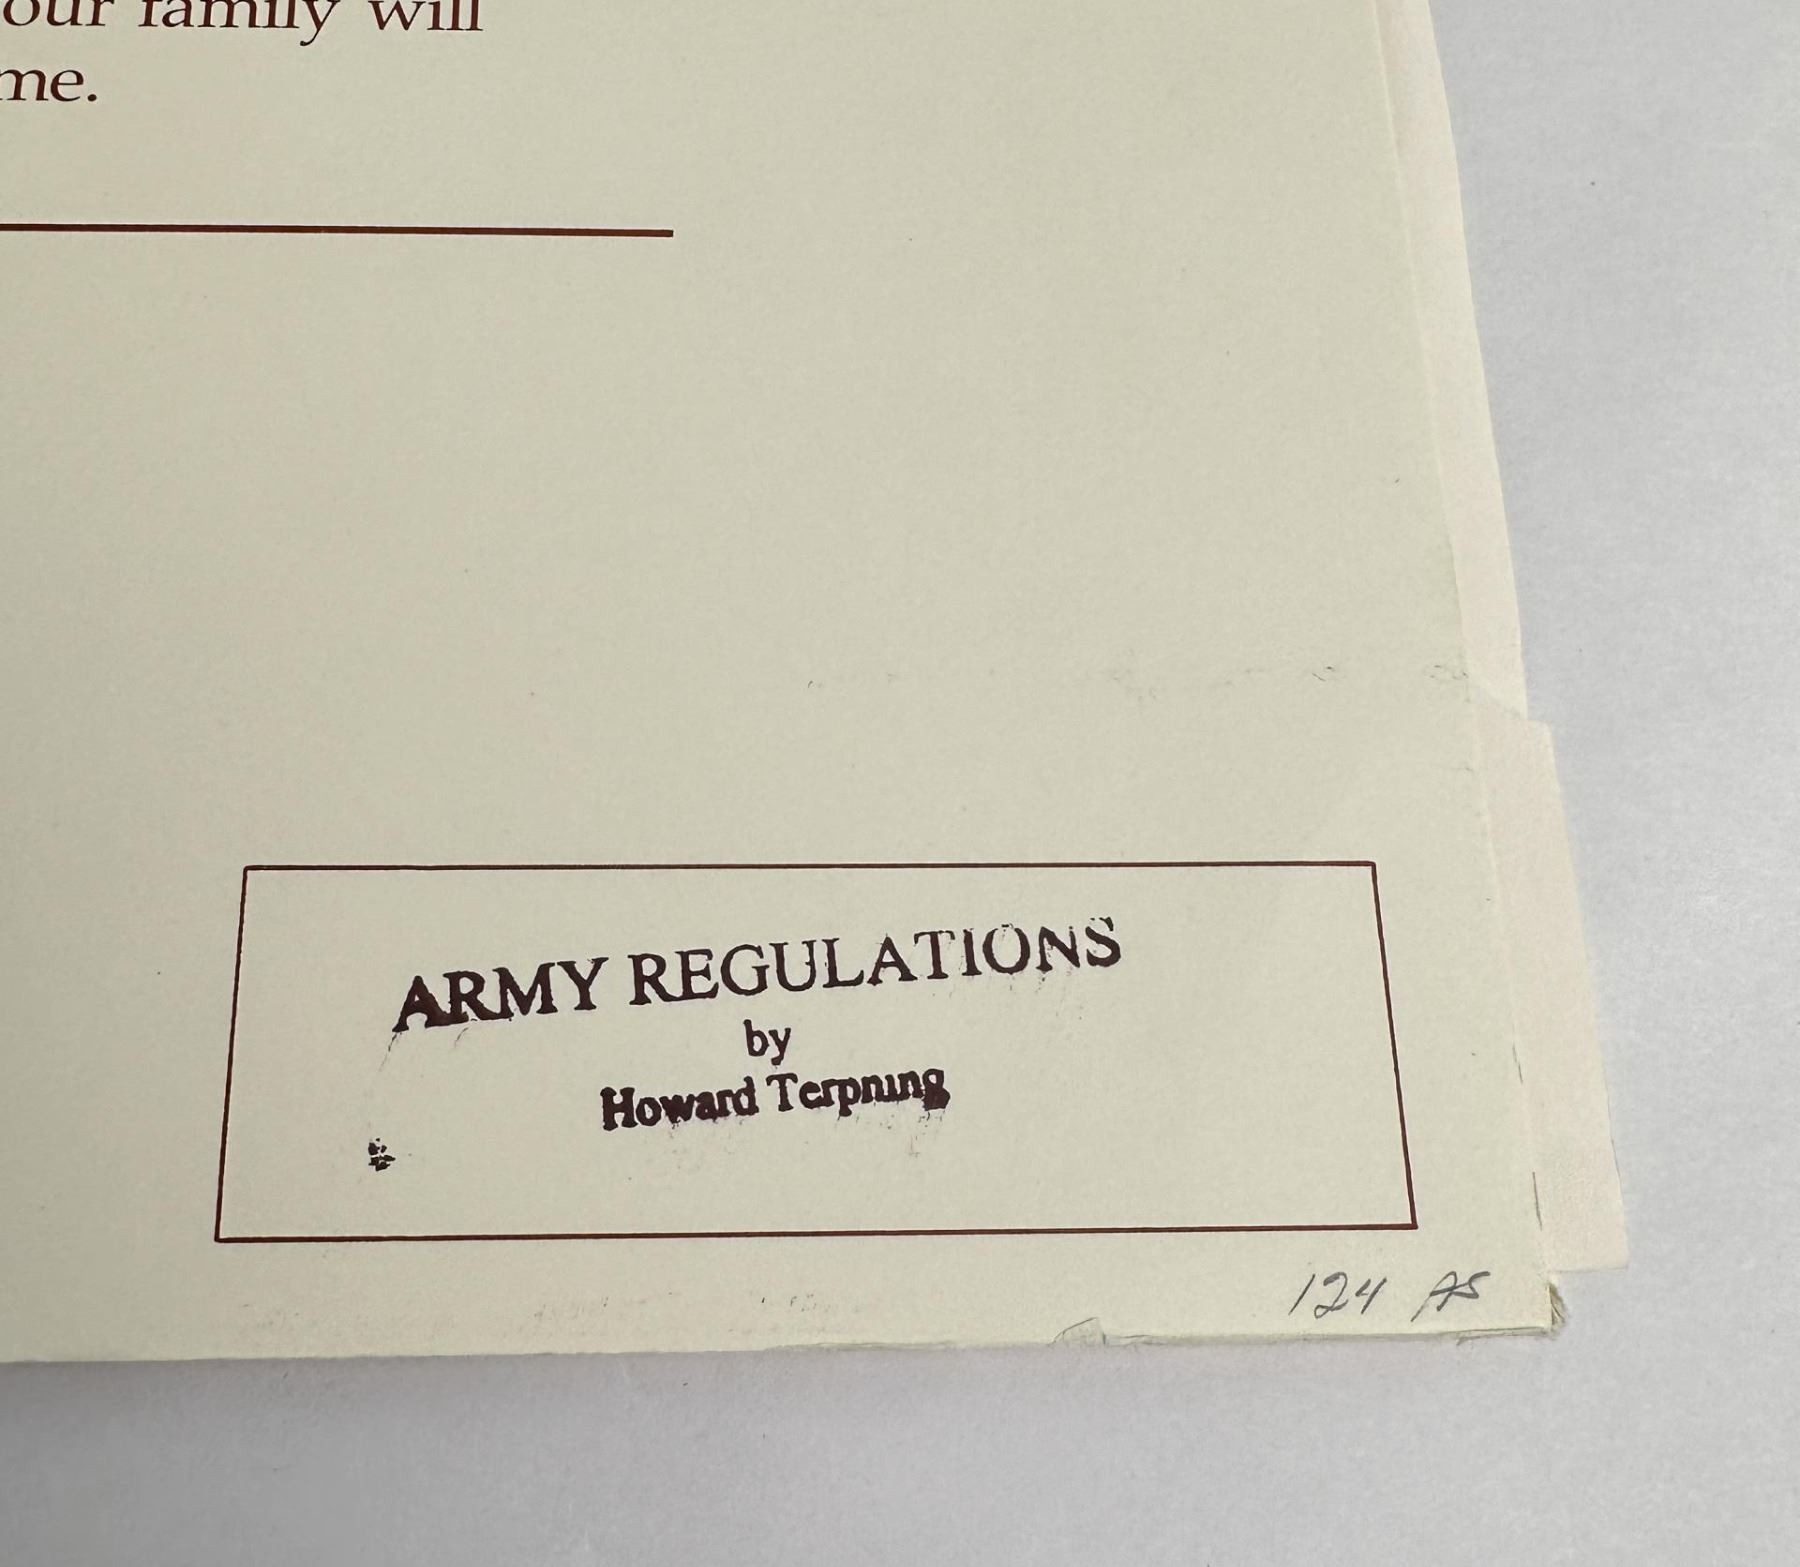 our family will
me.
ARMY REGULATIONS
by
Howard Terpning
124 AS